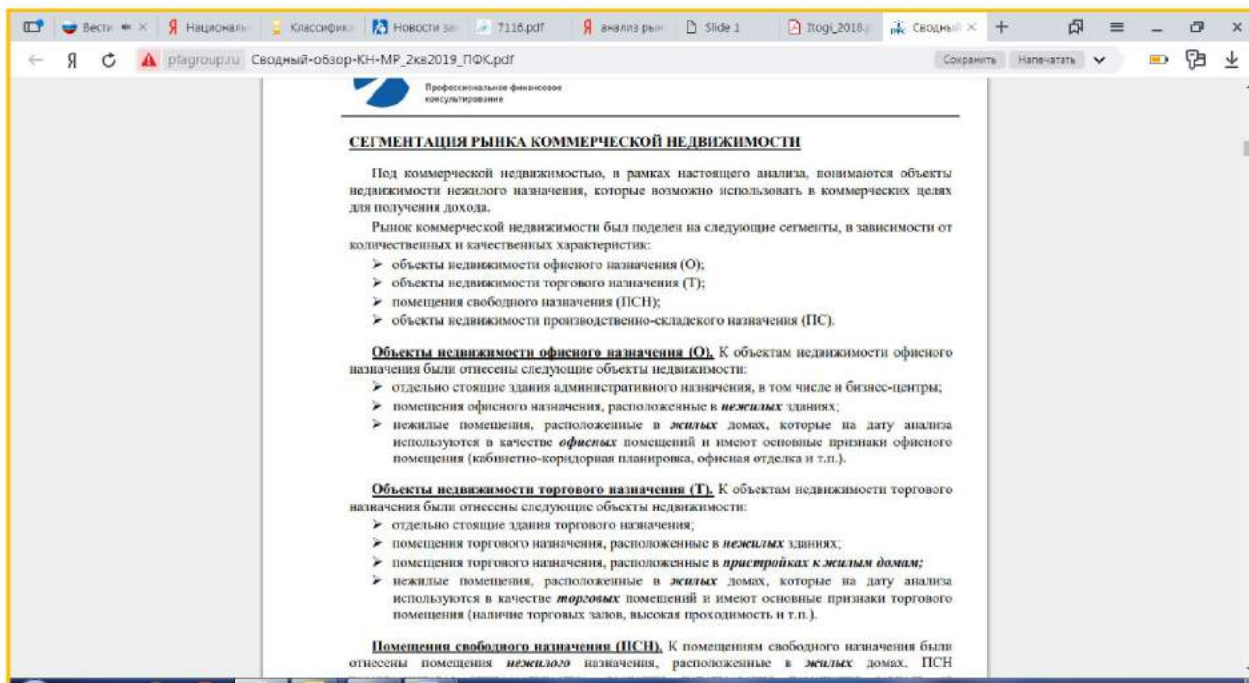 Вести
Я Националь
Классифик
Новости за
7116.pdf
Я анализ рын
Slide 1
Itogi_2018.
Сводный
ptagroup.ru Сводный-обзор-КН-МР_2кв2019_ПФК.pdf
Сохранить
Напечатать
Профессиональное финансовое
консультирование
СЕГМЕНТАЦИЯ РЫНКА КОММЕРЧЕСКОЙ НЕДВИЖИМОСТИ
Под коммерческой недвижимостью, в рамках настоящего анализа, понимаются объекты
недвижимости нежилого назначения, которые возможно использовать в коммерческих целях
для получения дохода.
Рынок коммерческой недвижимости был поделен на следующие сегменты, в зависимости от
количественных и качественных характеристик:
➢ объекты недвижимости офисного назначения (О);
➢ объекты недвижимости торгового назначения (Т);
➢ помещения свободного назначения (ПСН);
➢ объекты недвижимости производственно-складского назначения (ПС).
Объекты недвижимости офисного назначения (О). К объектам недвижимости офисного
назначения были отнесены следующие объекты недвижимости:
➢ отдельно стоящие здания административного назначения, в том числе и бизнес-центры;
➢ помещения офисного назначения, расположенные в нежилых зданиях;
➢ нежилые помещения, расположенные в жилых домах, которые на дату анализа
используются в качестве офисных помещений и имеют основные признаки офисного
помещения (кабинетно-коридорная планировка, офисная отделка и т.п.).
Объекты недвижимости торгового назначения (Т). К объектам недвижимости торгового
назначения были отнесены следующие объекты недвижимости:
➢ отдельно стоящие здания торгового назначения;
➢ помещения торгового назначения, расположенные в нежилых зданиях;
➢ помещения торгового назначения, расположенные в пристройках к жилым домам;
➢ нежилые помещения, расположенные в жилых домах, которые на дату анализа
используются в качестве торговых помещений и имеют основные признаки торгового
помещения (наличие торговых залов, высокая проходимость и т.п.).
Помещения свободного назначения (ПСН). К помещениям свободного назначения были
отнесены помещения нежилого назначения, расположенные в жилых домах. ПСН